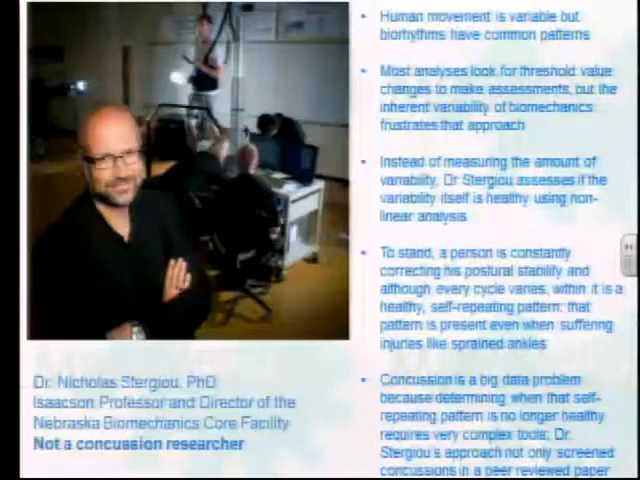 Human movement is variable but
biorhythms have common patterns
Most analyses look for threshold value
changes to make assessments, but the
inherent variability of biomechanics
frustrates that approach
Instead of measuring the amount of
variability, Dr Stergiou assesses if the
variability itself is healthy using non-
linear analysis
To stand, a person is constantly
correcting his postural stability and
although every cycle varies, within it is a
healthy, self-repeating pattern: that
pattern is present even when suffering
injuries like sprained ankles
Concussion is a big data problem
because determining when that self-
repeating pattern is no longer healthy
requires very complex tools; Dr.
Stergiou's approach not only screened
concussions in a peer reviewed paper
Dr. Nicholas Stergiou, PhD
Isaacson Professor and Director of the
Nebraska Biomechanics Core Facility
Not a concussion researcher